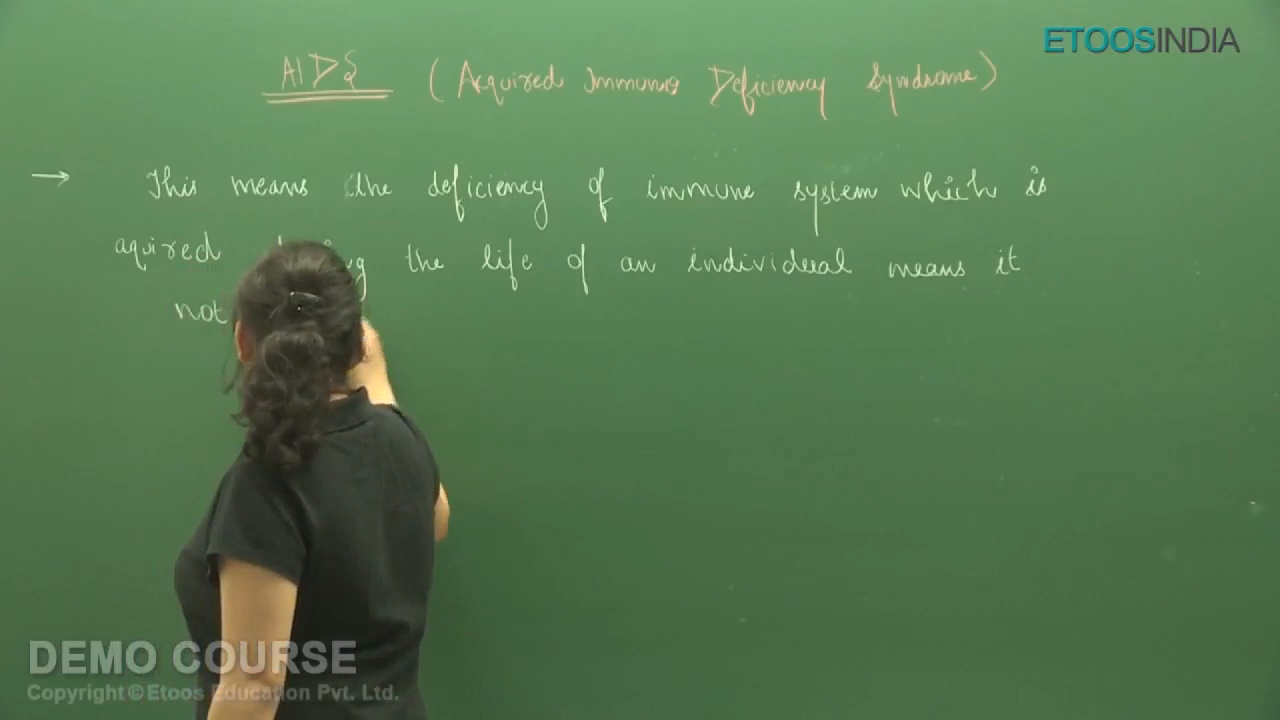 ETOOSINDIA
AIDS (Acquired Immuno Deficiency Syndrome)
→ This means the deficiency of immune system which is
aquired the life of an individual means it
not
DEMO COURSE
Copyright © Etoos Education Pvt. Ltd.